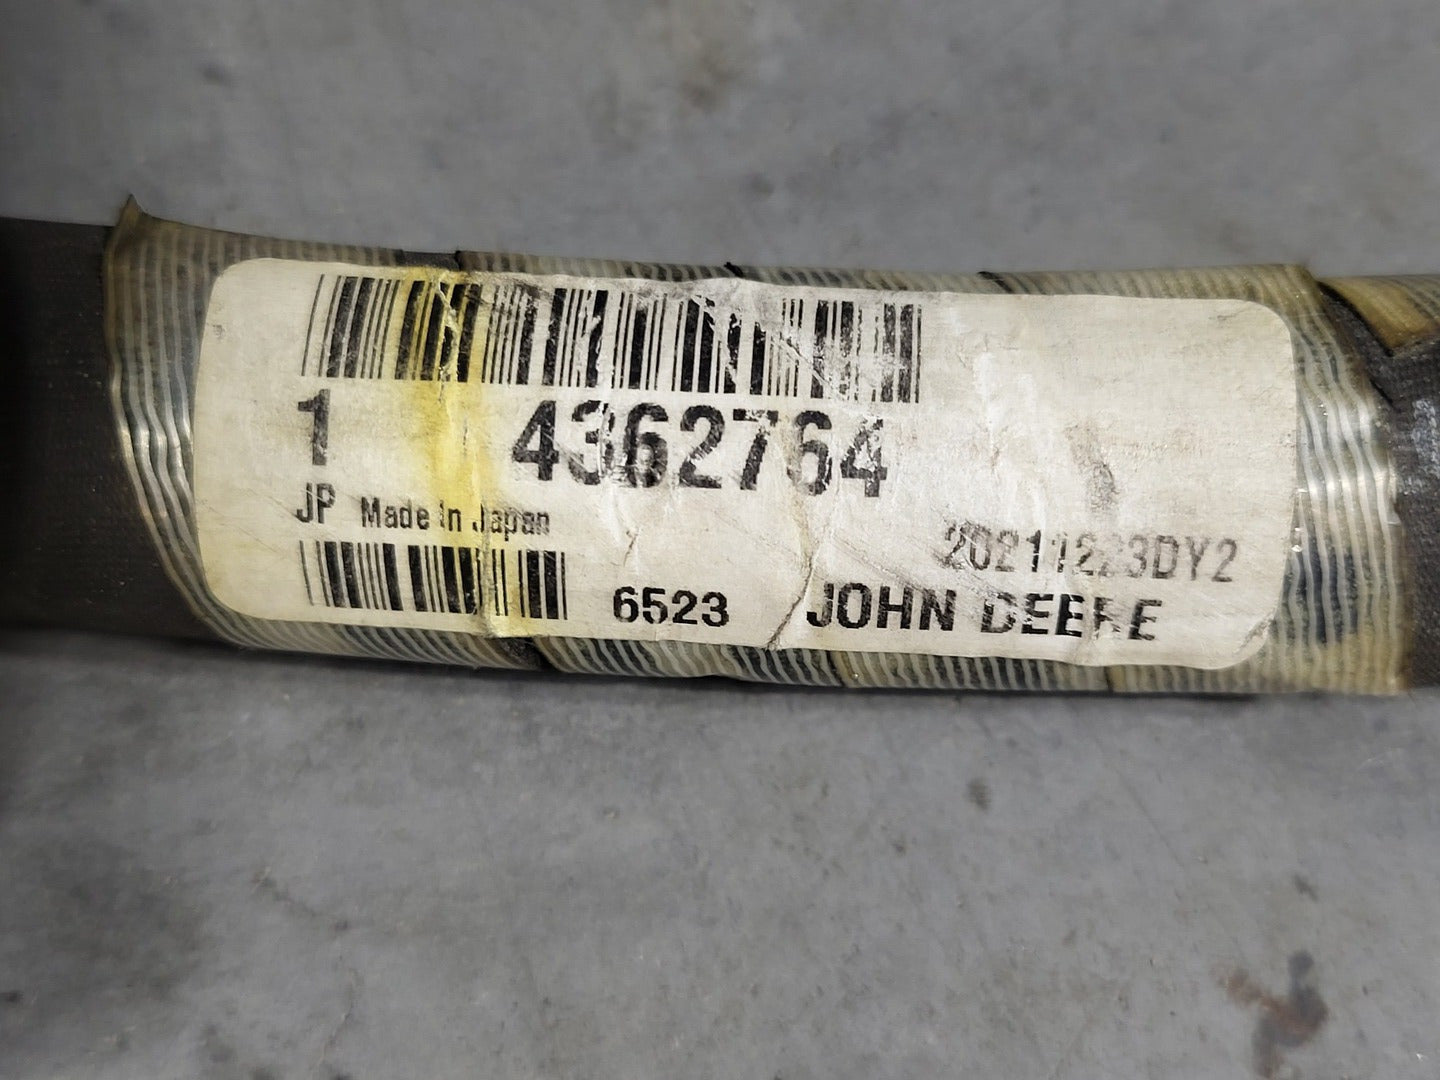 1 4362764
JP Made in Japan
20211223DY2
6523 JOHN DEERE